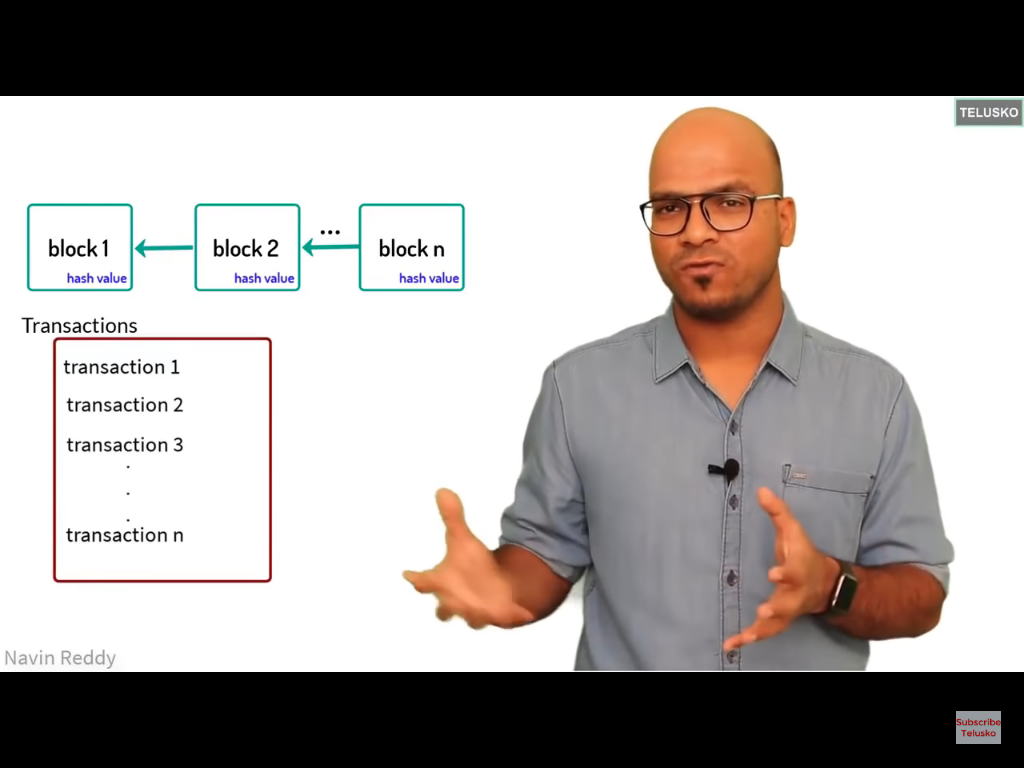 TELUSKO
...
block 1
block 2
block n
hash value
hash value
hash value
Transactions
transaction 1
transaction 2
transaction 3
.
.
.
transaction n
Navin Reddy
Subscribe
Telusko